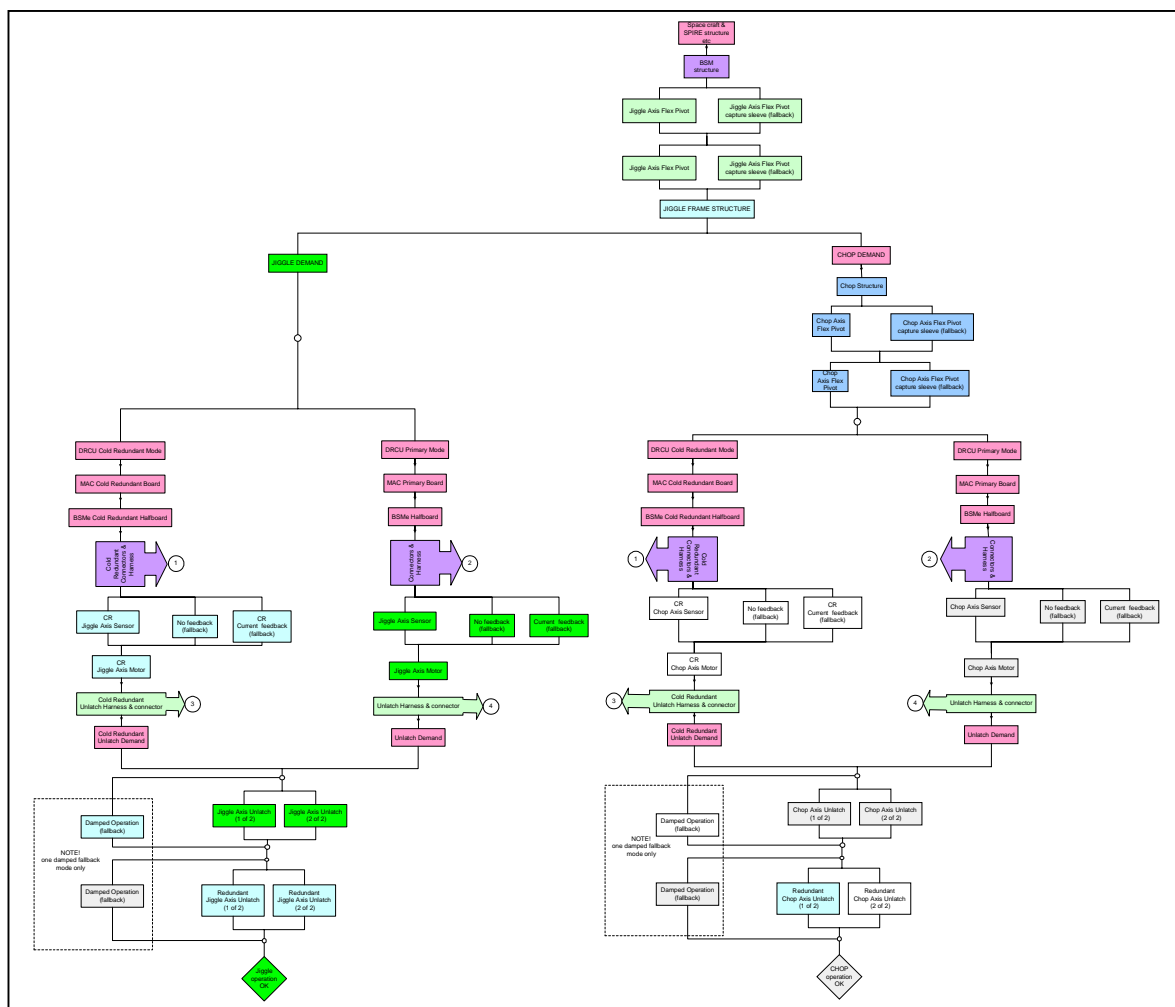 Space craft &
SPIRE structure
etc
BSM
structure
Jiggle Axis Flex Pivot
Jiggle Axis Flex Pivot
capture sleeve (fallback)
Jiggle Axis Flex Pivot
Jiggle Axis Flex Pivot
capture sleeve (fallback)
JIGGLE FRAME STRUCTURE
JIGGLE DEMAND
CHOP DEMAND
Chop Structure
Chop Axis
Flex Pivot
Chop Axis Flex Pivot
capture sleeve (fallback)
Chop
Axis Flex
Pivot
Chop Axis Flex Pivot
capture sleeve (fallback)
DRCU Cold Redundant Mode
MAC Cold Redundant Board
BSMe Cold Redundant Halfboard
Cold
Redundant
Connectors &
Harness
1
CR
Jiggle Axis Sensor
No feedback
(fallback)
CR
Current feedback
(fallback)
CR
Jiggle Axis Motor
Cold Redundant
Unlatch Harness & connector
3
Cold Redundant
Unlatch Demand
DRCU Primary Mode
MAC Primary Board
BSMe Halfboard
Connectors &
Harness
2
Jiggle Axis Sensor
No feedback
(fallback)
Current feedback
(fallback)
Jiggle Axis Motor
Unlatch Harness & connector
4
Unlatch Demand
Damped Operation
(fallback)
NOTE!
one damped fallback
mode only
Damped Operation
(fallback)
Jiggle Axis Unlatch
(1 of 2)
Jiggle Axis Unlatch
(2 of 2)
Redundant
Jiggle Axis Unlatch
(1 of 2)
Redundant
Jiggle Axis Unlatch
(2 of 2)
Jiggle
operation
OK
DRCU Cold Redundant Mode
MAC Cold Redundant Board
BSMe Cold Redundant Halfboard
1
Cold
Redundant
Connectors &
Harness
CR
Chop Axis Sensor
No feedback
(fallback)
CR
Current feedback
(fallback)
CR
Chop Axis Motor
3
Cold Redundant
Unlatch Harness & connector
Cold Redundant
Unlatch Demand
DRCU Primary Mode
MAC Primary Board
BSMe Halfboard
2
Connectors &
Harness
Chop Axis Sensor
No feedback
(fallback)
Current feedback
(fallback)
Chop Axis Motor
4
Unlatch Harness & connector
Unlatch Demand
Damped Operation
(fallback)
NOTE!
one damped fallback
mode only
Damped Operation
(fallback)
Chop Axis Unlatch
(1 of 2)
Chop Axis Unlatch
(2 of 2)
Redundant
Chop Axis Unlatch
(1 of 2)
Redundant
Chop Axis Unlatch
(2 of 2)
CHOP
operation
OK